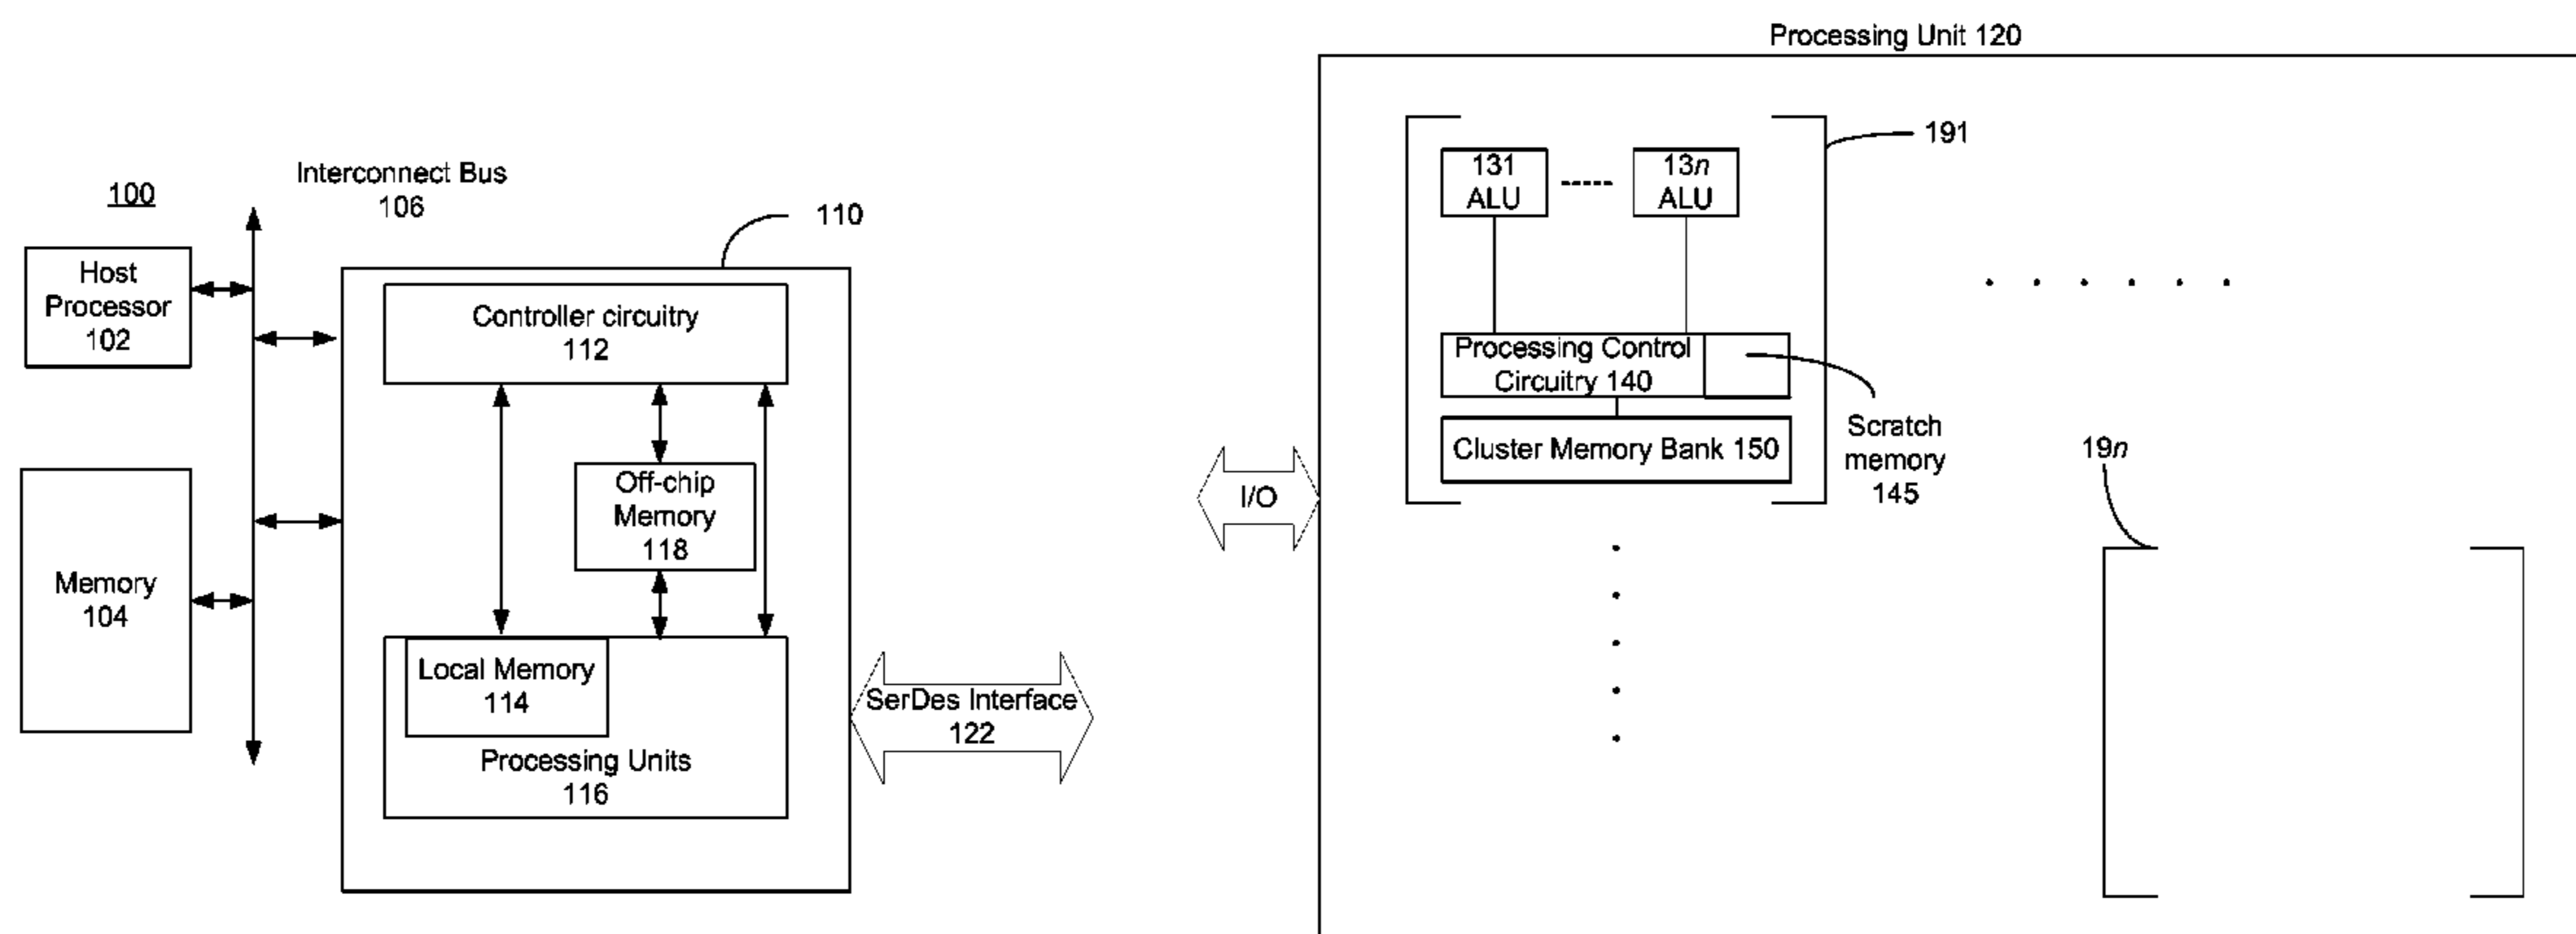 100
Interconnect Bus
106
110
Host
Processor
102
Memory
104
Controller circuitry
112
Off-chip
Memory
118
Local Memory
114
Processing Units
116
SerDes Interface
122
Processing Unit 120
I/O
191
131
ALU
-----
13n
ALU
Processing Control
Circuitry 140
Cluster Memory Bank 150
Scratch
memory
145
19n